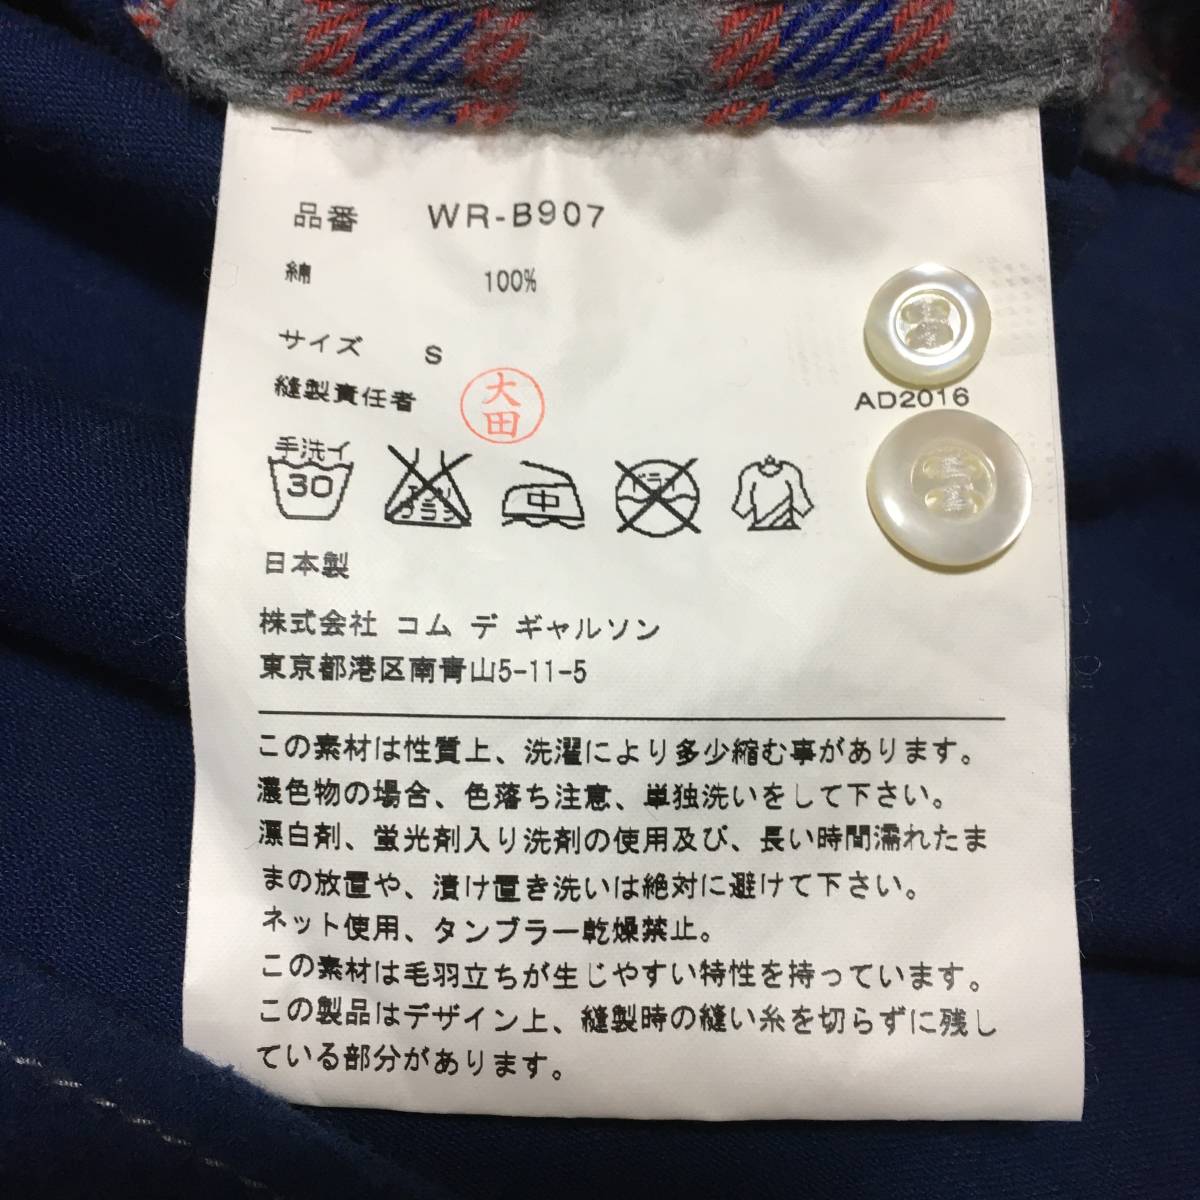 品番 WR-B907
綿 100%
サイズ S
縫製責任者 大田
AD2016
手洗イ
30
エンソ
フラン
中
ドライ
日本製
株式会社 コム デ ギャルソン
東京都港区南青山5-11-5
この素材は性質上、洗濯により多少縮む事があります。
濃色物の場合、色落ち注意、単独洗いをして下さい。
漂白剤、蛍光剤入り洗剤の使用及び、長い時間濡れたま
まの放置や、漬け置き洗いは絶対に避けて下さい。
ネット使用、タンブラー乾燥禁止。
この素材は毛羽立ちが生じやすい特性を持っています。
この製品はデザイン上、縫製時の縫い糸を切らずに残し
ている部分があります。